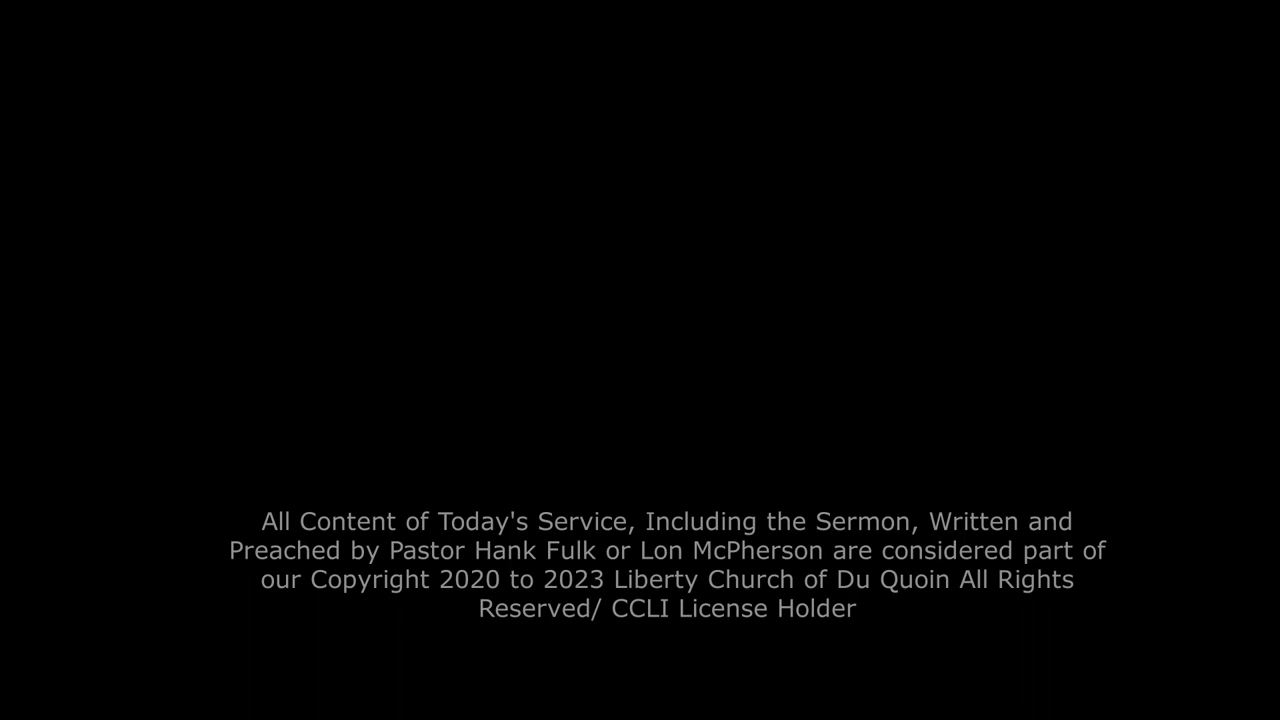 All Content of Today's Service, Including the Sermon, Written and
Preached by Pastor Hank Fulk or Lon McPherson are considered part of
our Copyright 2020 to 2023 Liberty Church of Du Quoin All Rights
Reserved/ CCLI License Holder